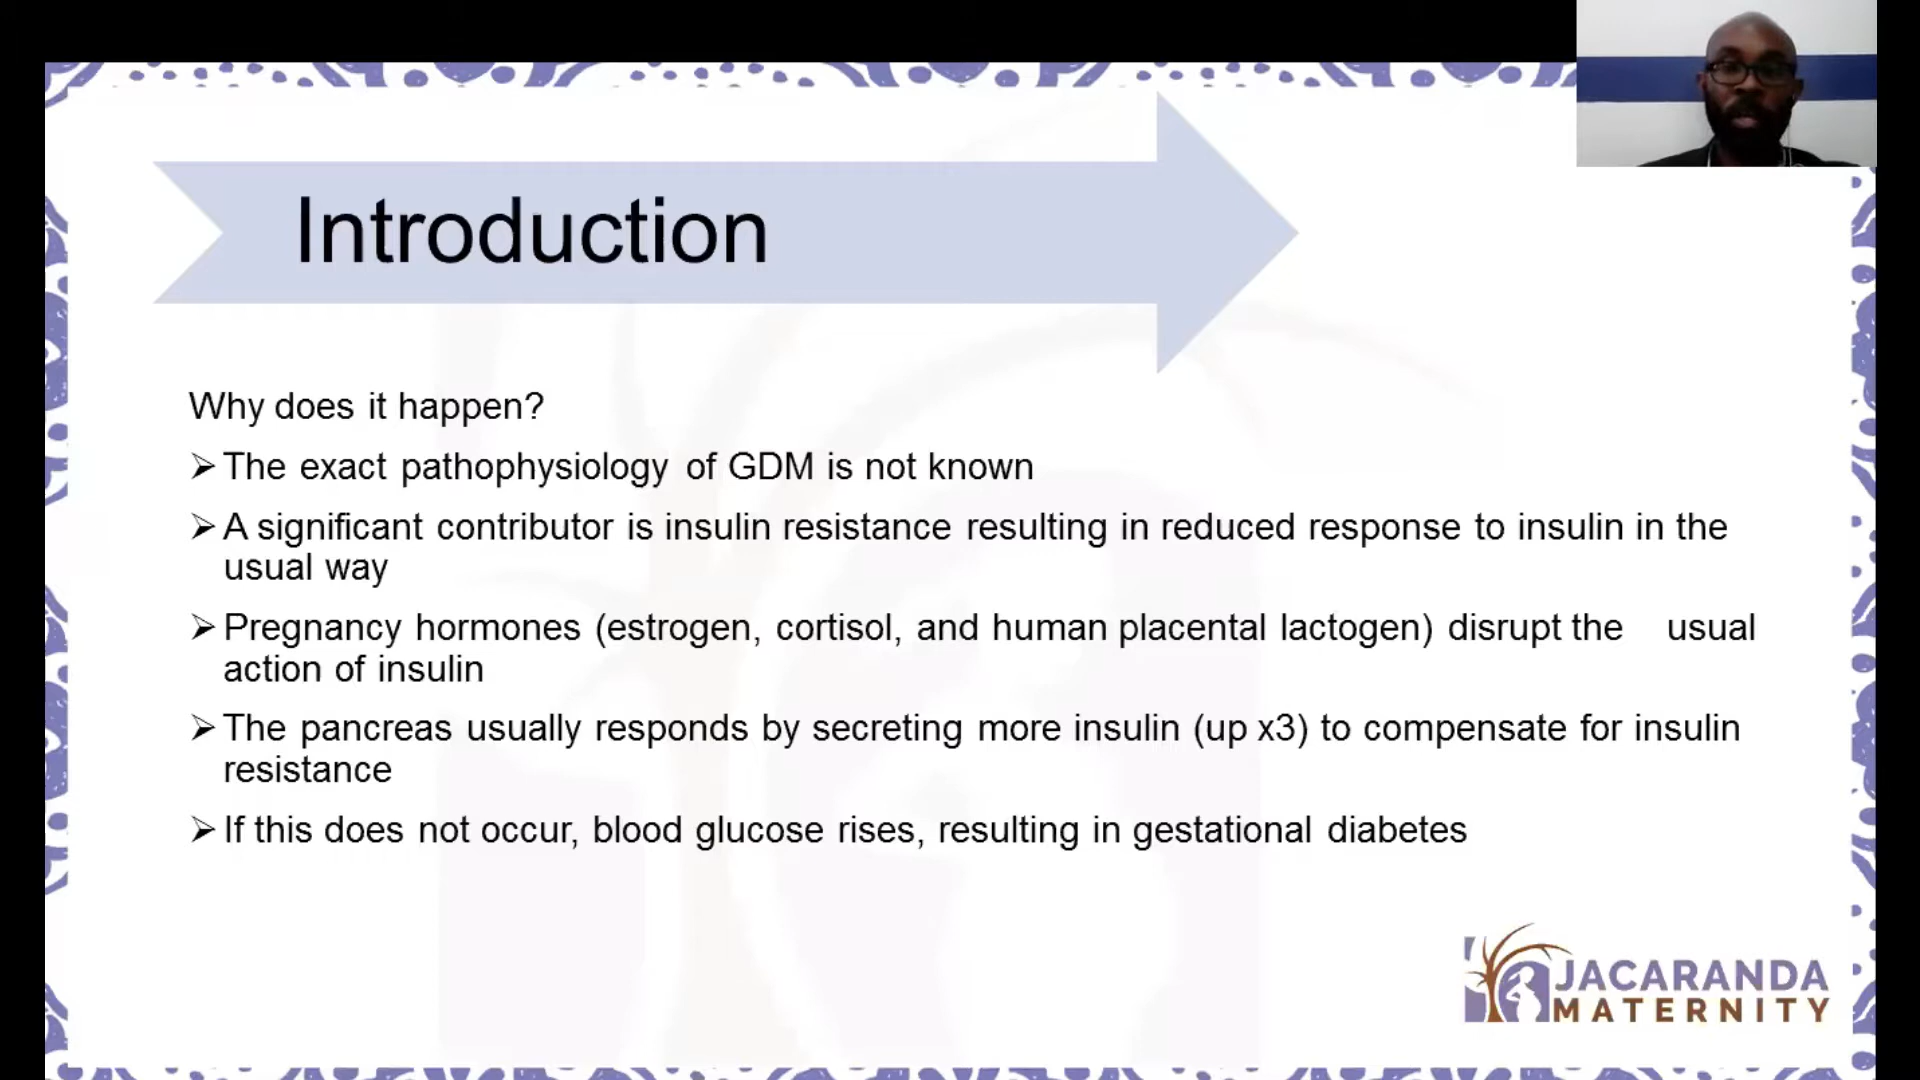 Introduction
Why does it happen?
➢ The exact pathophysiology of GDM is not known
➢ A significant contributor is insulin resistance resulting in reduced response to insulin in the
usual way
➢ Pregnancy hormones (estrogen, cortisol, and human placental lactogen) disrupt the usual
action of insulin
➢ The pancreas usually responds by secreting more insulin (up x3) to compensate for insulin
resistance
➢ If this does not occur, blood glucose rises, resulting in gestational diabetes
JACARANDA
MATERNITY